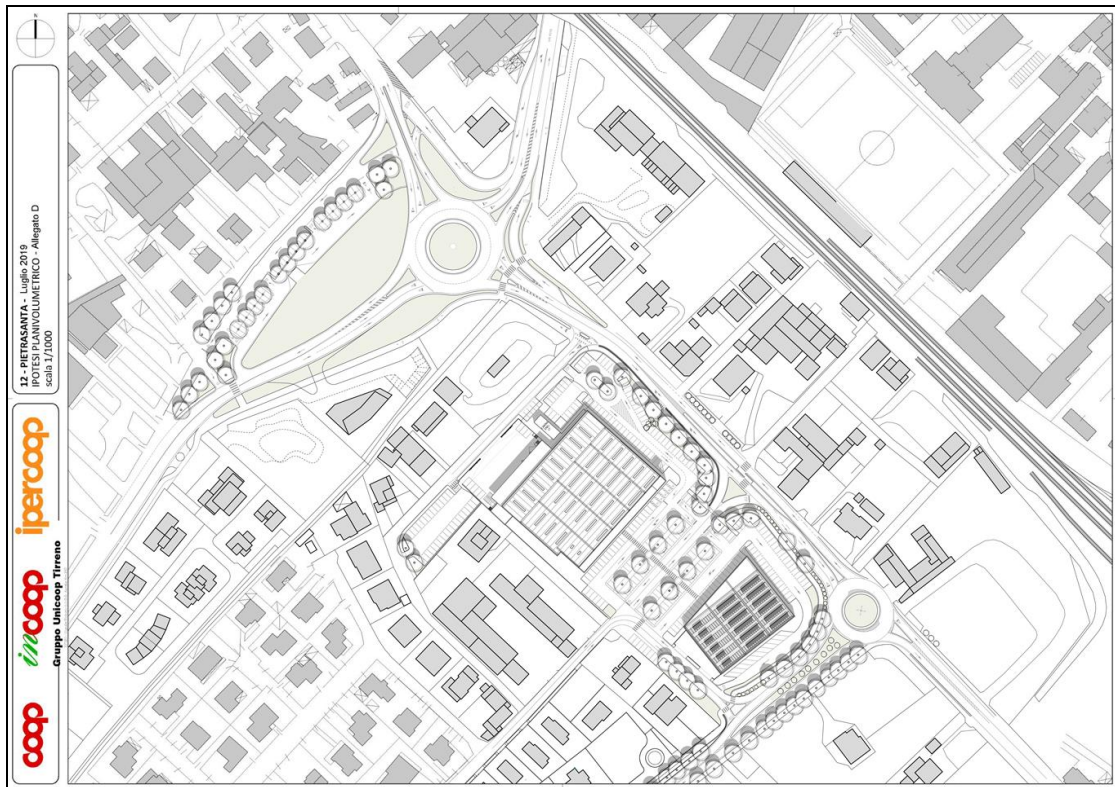 12 - PIETRASANTA - Luglio 2019
IPOTESI PLANIVOLUMETRICO - Allegato D
scala 1/1000
coop incoop ipercoop
Gruppo Unicoop Tirreno